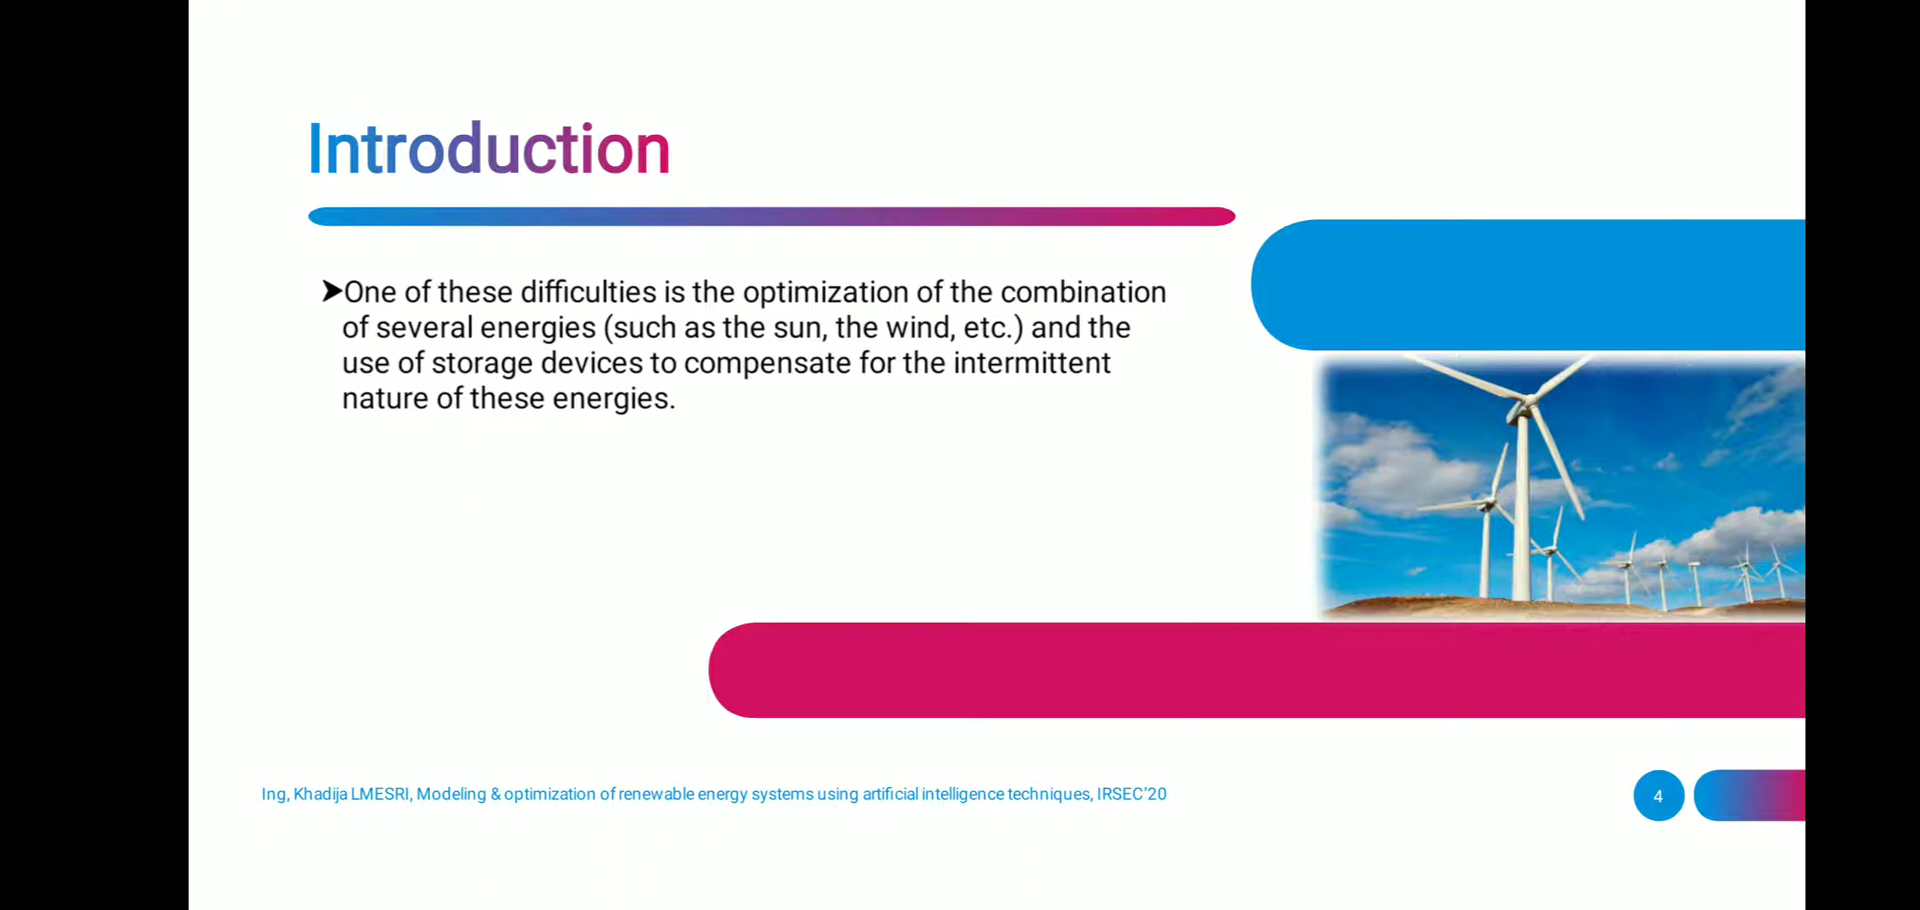 Introduction
➤One of these difficulties is the optimization of the combination
of several energies (such as the sun, the wind, etc.) and the
use of storage devices to compensate for the intermittent
nature of these energies.
Ing, Khadija LMESRI, Modeling & optimization of renewable energy systems using artificial intelligence techniques, IRSEC’20
4